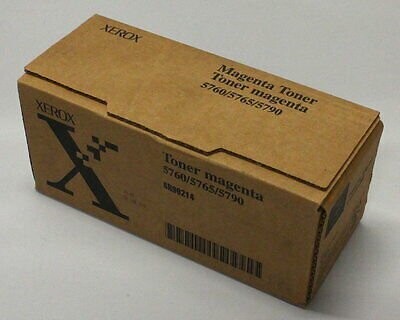 XEROX
Magenta Toner
Toner magenta
5760/5765/5790
XEROX
Toner magenta
5760/5765/5790
6R90214